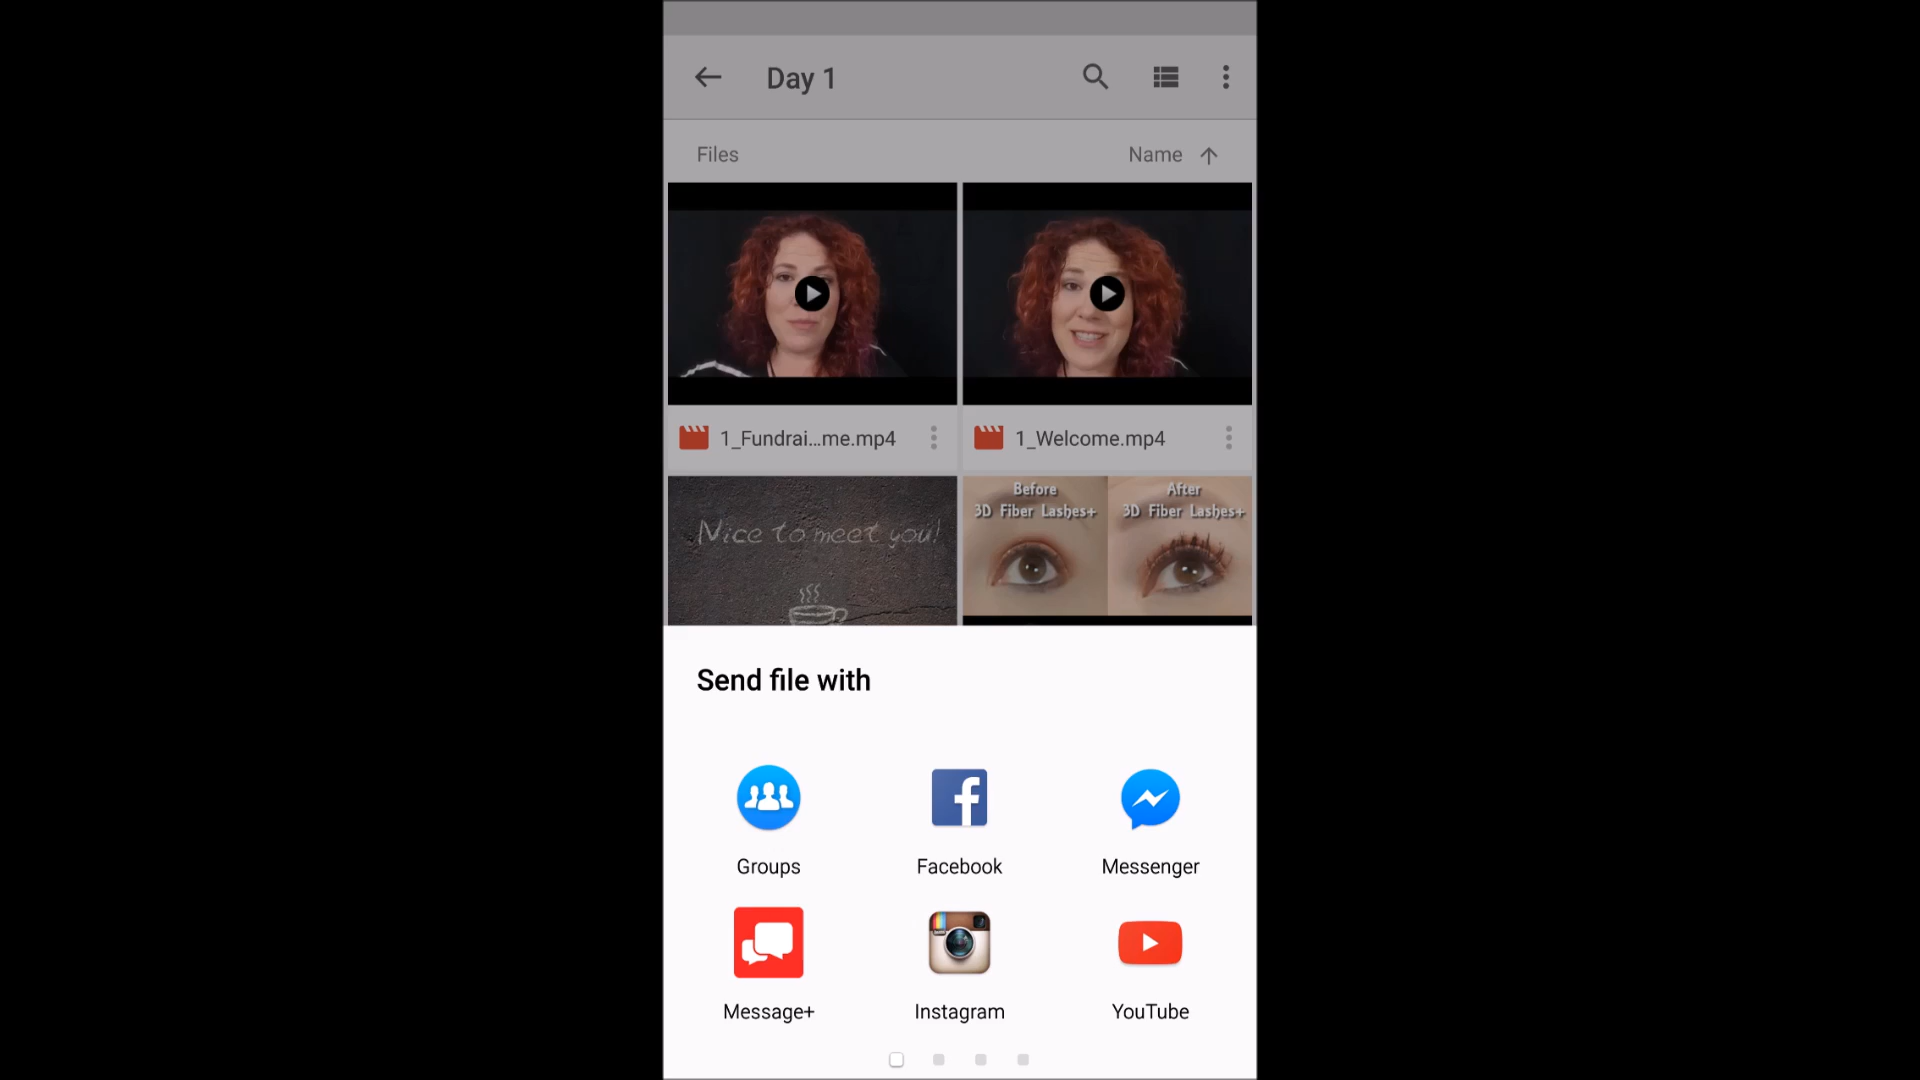 Day 1
Files
Name
1_Fundrai...me.mp4
1_Welcome.mp4
Nice to meet you!
Before
3D Fiber Lashes+
After
3D Fiber Lashes+
Send file with
Groups
Facebook
Messenger
Message+
Instagram
YouTube